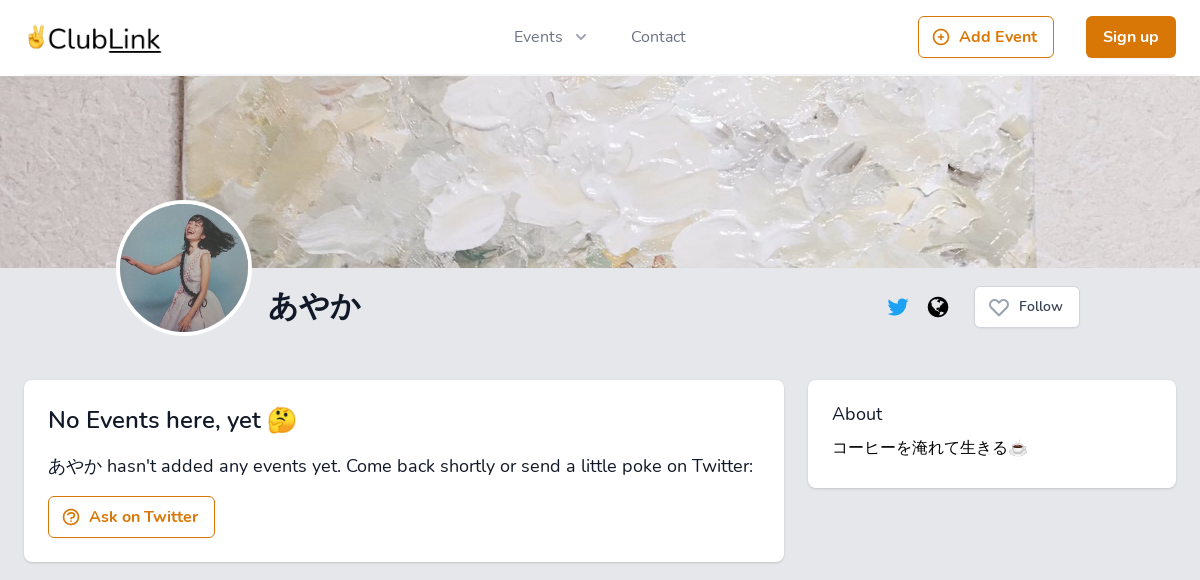 ✌️ClubLink
Events
Contact
Add Event
Sign up
あやか
Follow
No Events here, yet 🤔
あやか hasn't added any events yet. Come back shortly or send a little poke on Twitter:
Ask on Twitter
About
コーヒーを淹れて生きる☕